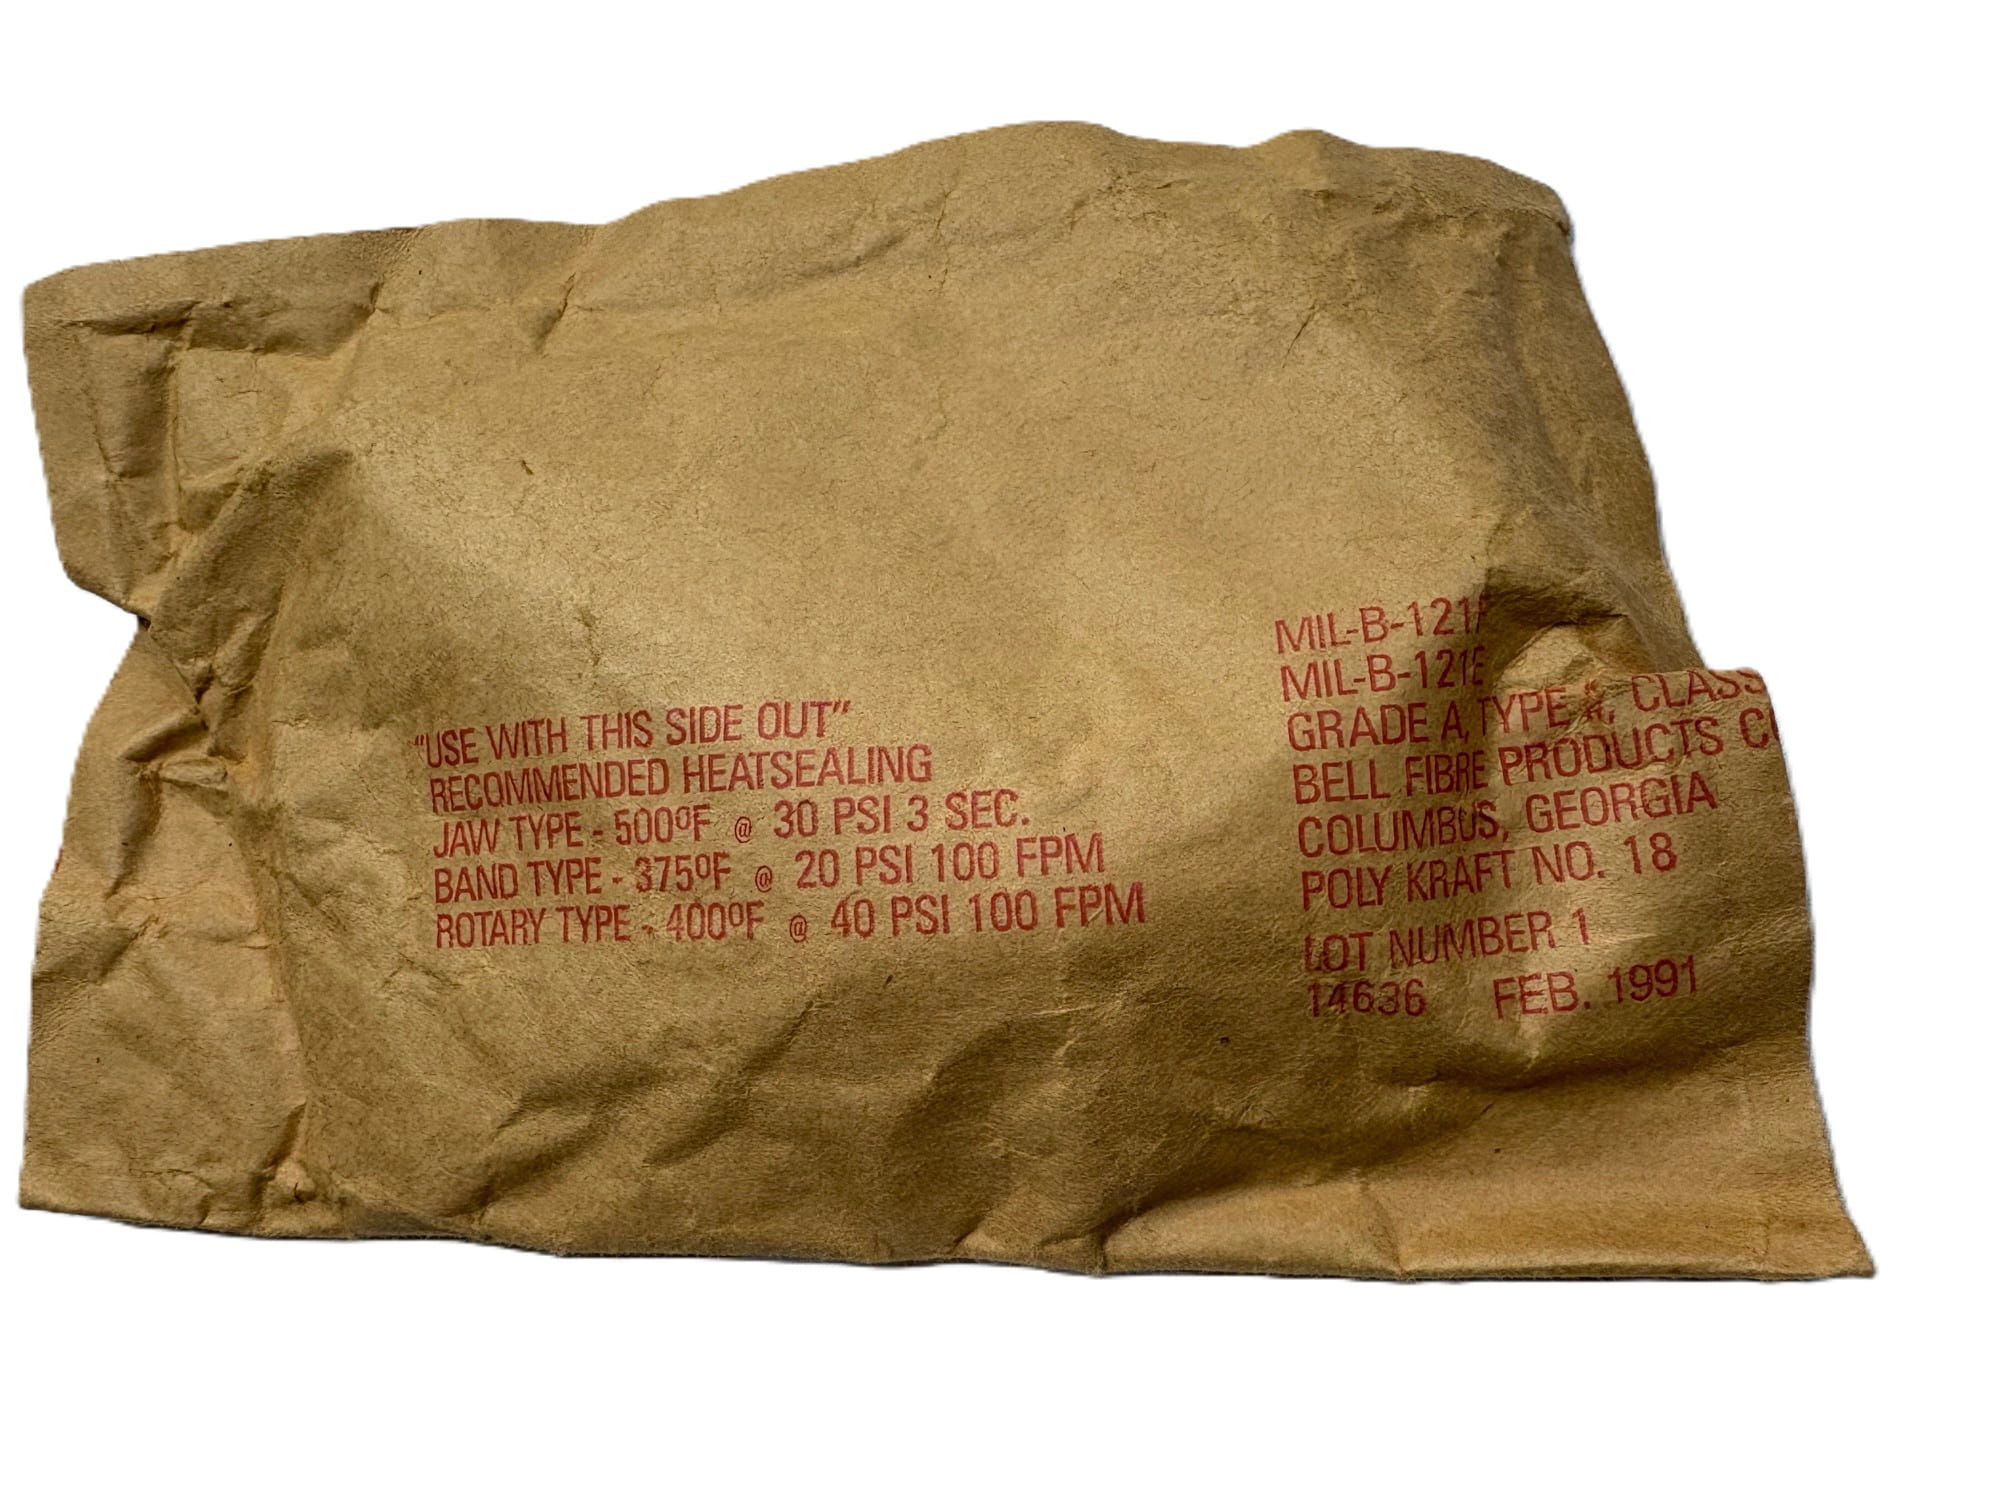 "USE WITH THIS SIDE OUT"
RECOMMENDED HEATSEALING
JAW TYPE - 500ºF @ 30 PSI 3 SEC.
BAND TYPE - 375ºF @ 20 PSI 100 FPM
ROTARY TYPE - 400ºF @ 40 PSI 100 FPM
MIL-B-121
MIL-B-121E
GRADE A, TYPE CLASS
BELL FIBRE PRODUCTS
COLUMBUS, GEORGIA
POLY KRAFT NO. 18
LOT NUMBER 1
14636 FEB. 1991